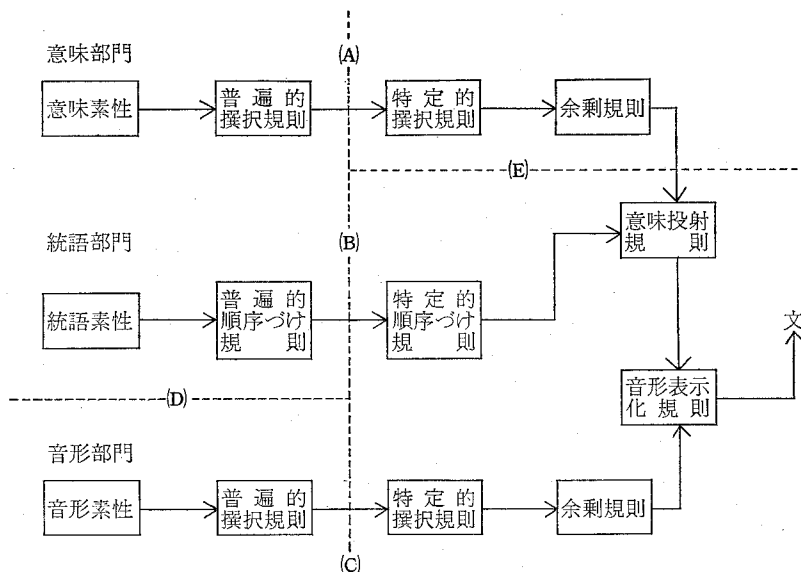 意味部門
(A)
意味素性
普遍的
撰択規則
特定的
撰択規則
余剰規則
(E)
意味投射
規則
統語部門
(B)
統語素性
普遍的
順序づけ
規則
特定的
順序づけ
規則
文
音形表示
化規則
(D)
音形部門
音形素性
普遍的
撰択規則
特定的
撰択規則
余剰規則
(C)